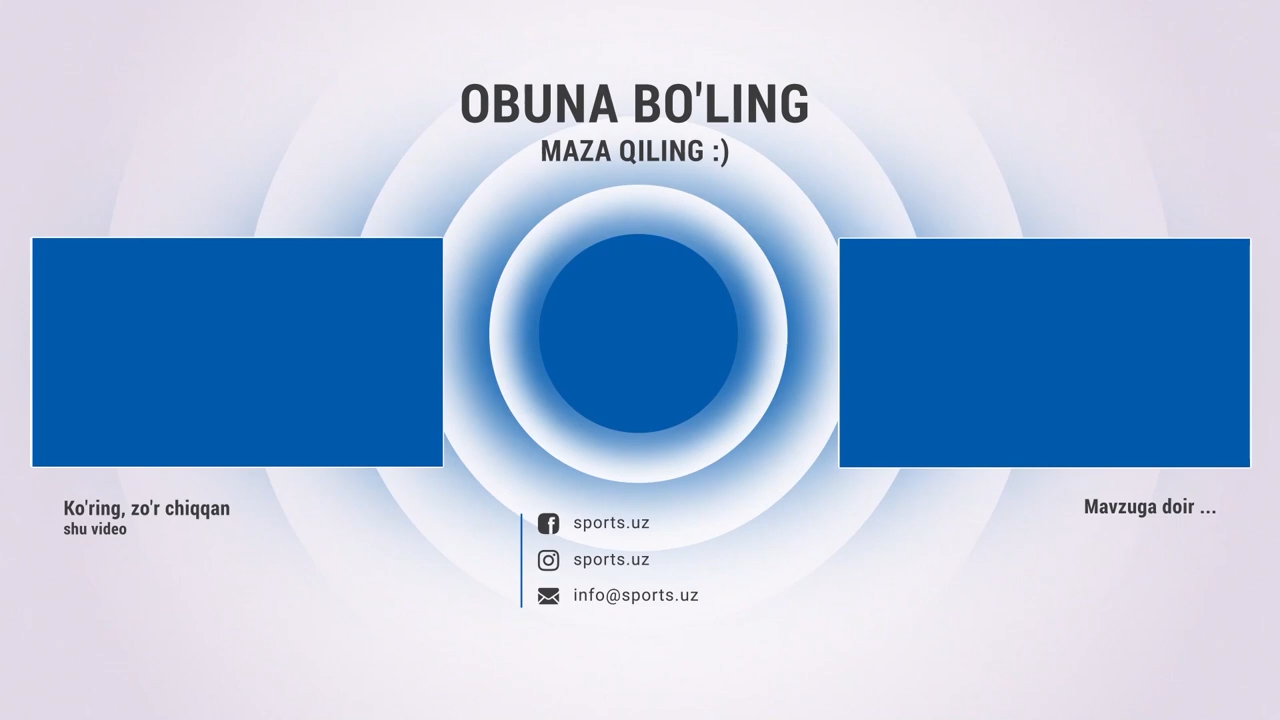 OBUNA BO'LING
MAZA QILING :)
Ko'ring, zo'r chiqqan
shu video
Mavzuga doir ...
sports.uz
sports.uz
info@sports.uz